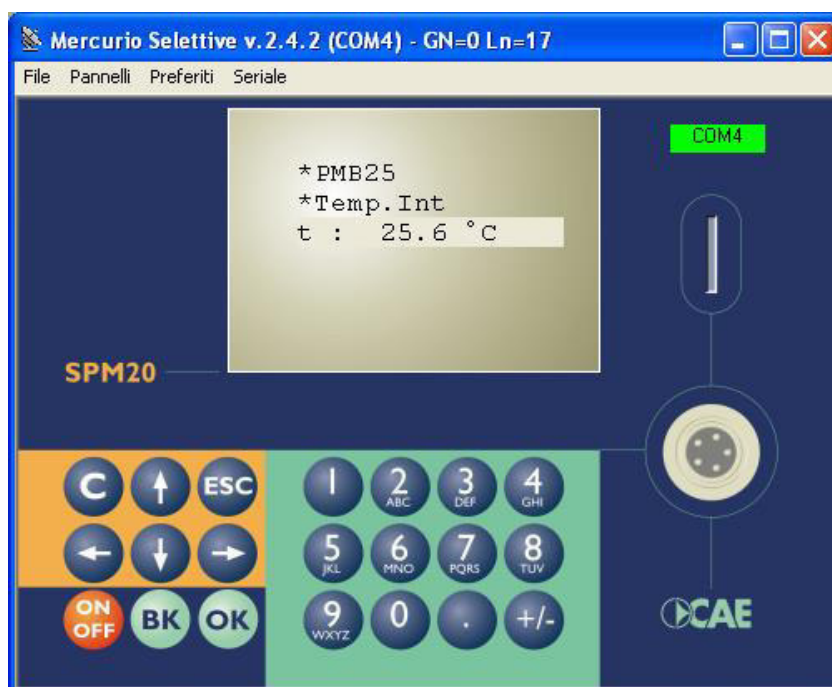 Mercurio Selettive v.2.4.2 (COM4) - GN=0 Ln=17
File Pannelli Preferiti Seriale
COM4
*PMB25
*Temp.Int
t : 25.6 °C
SPM20
C ESC 1 2 3 4
ABC DEF GHI
5 6 7 8
JKL MNO PQRS TUV
ON OFF BK OK 9 0 . +/-
WXYZ
CAE